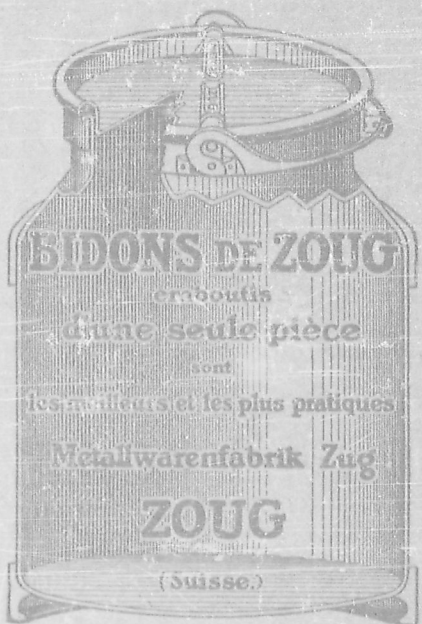 BIDONS DE ZOUG
emboutis
d'une seule pièce
sont
les meilleurs et les plus pratiques
Metallwarenfabrik Zug
ZOUG
(Suisse.)